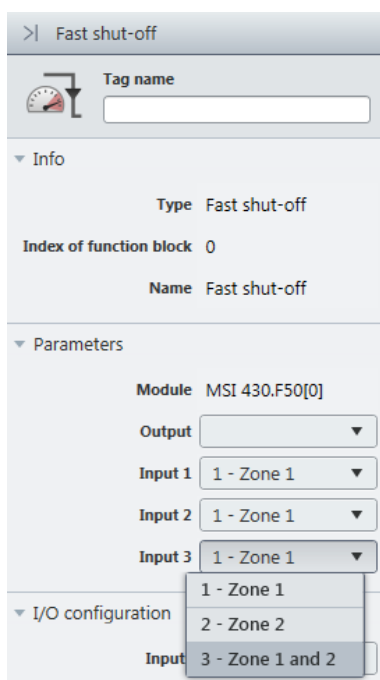 >| Fast shut-off
Tag name
Info
Type Fast shut-off
Index of function block 0
Name Fast shut-off
Parameters
Module MSI 430.F50[0]
Output
Input 1 1 - Zone 1
Input 2 1 - Zone 1
Input 3 1 - Zone 1
1 - Zone 1
I/O configuration
2 - Zone 2
Input 3 - Zone 1 and 2